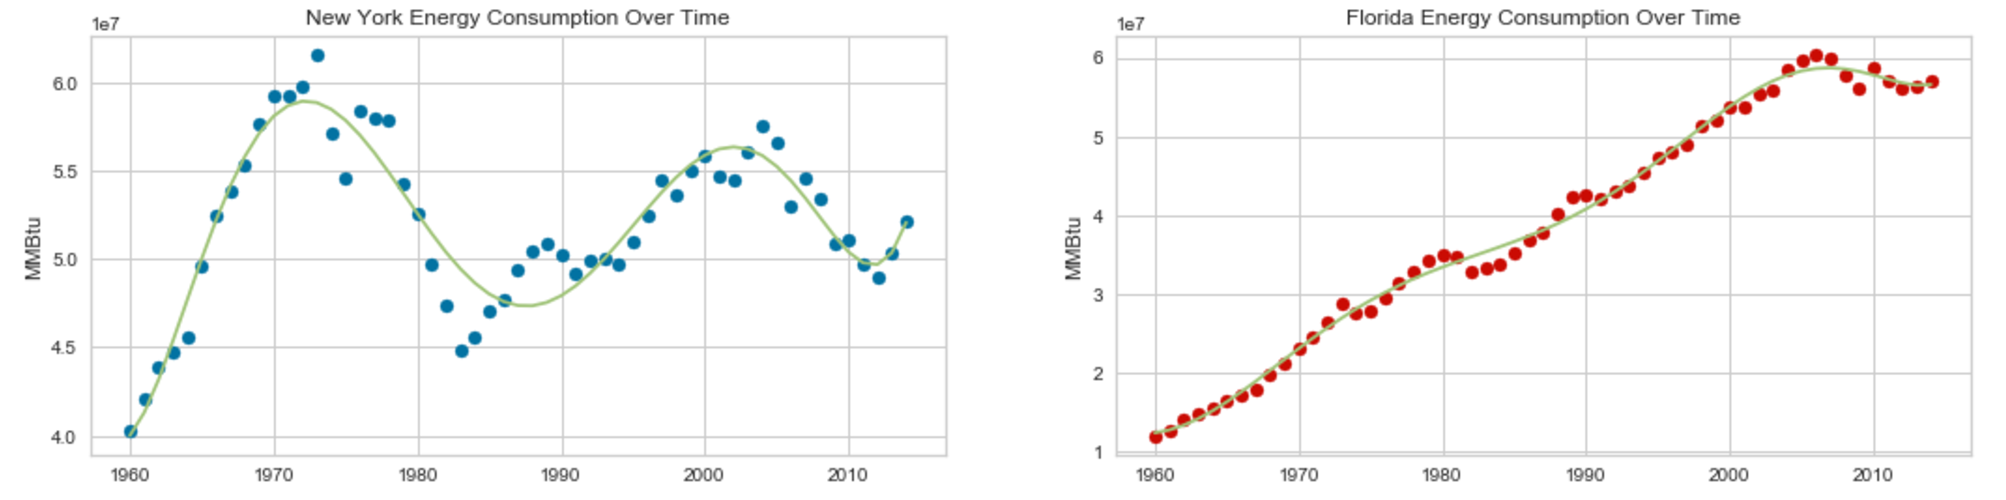 New York Energy Consumption Over Time
1e7
6.0
5.5
5.0
4.5
4.0
MMBtu
1960 1970 1980 1990 2000 2010
Florida Energy Consumption Over Time
1e7
6
5
4
3
2
1
MMBtu
1960 1970 1980 1990 2000 2010